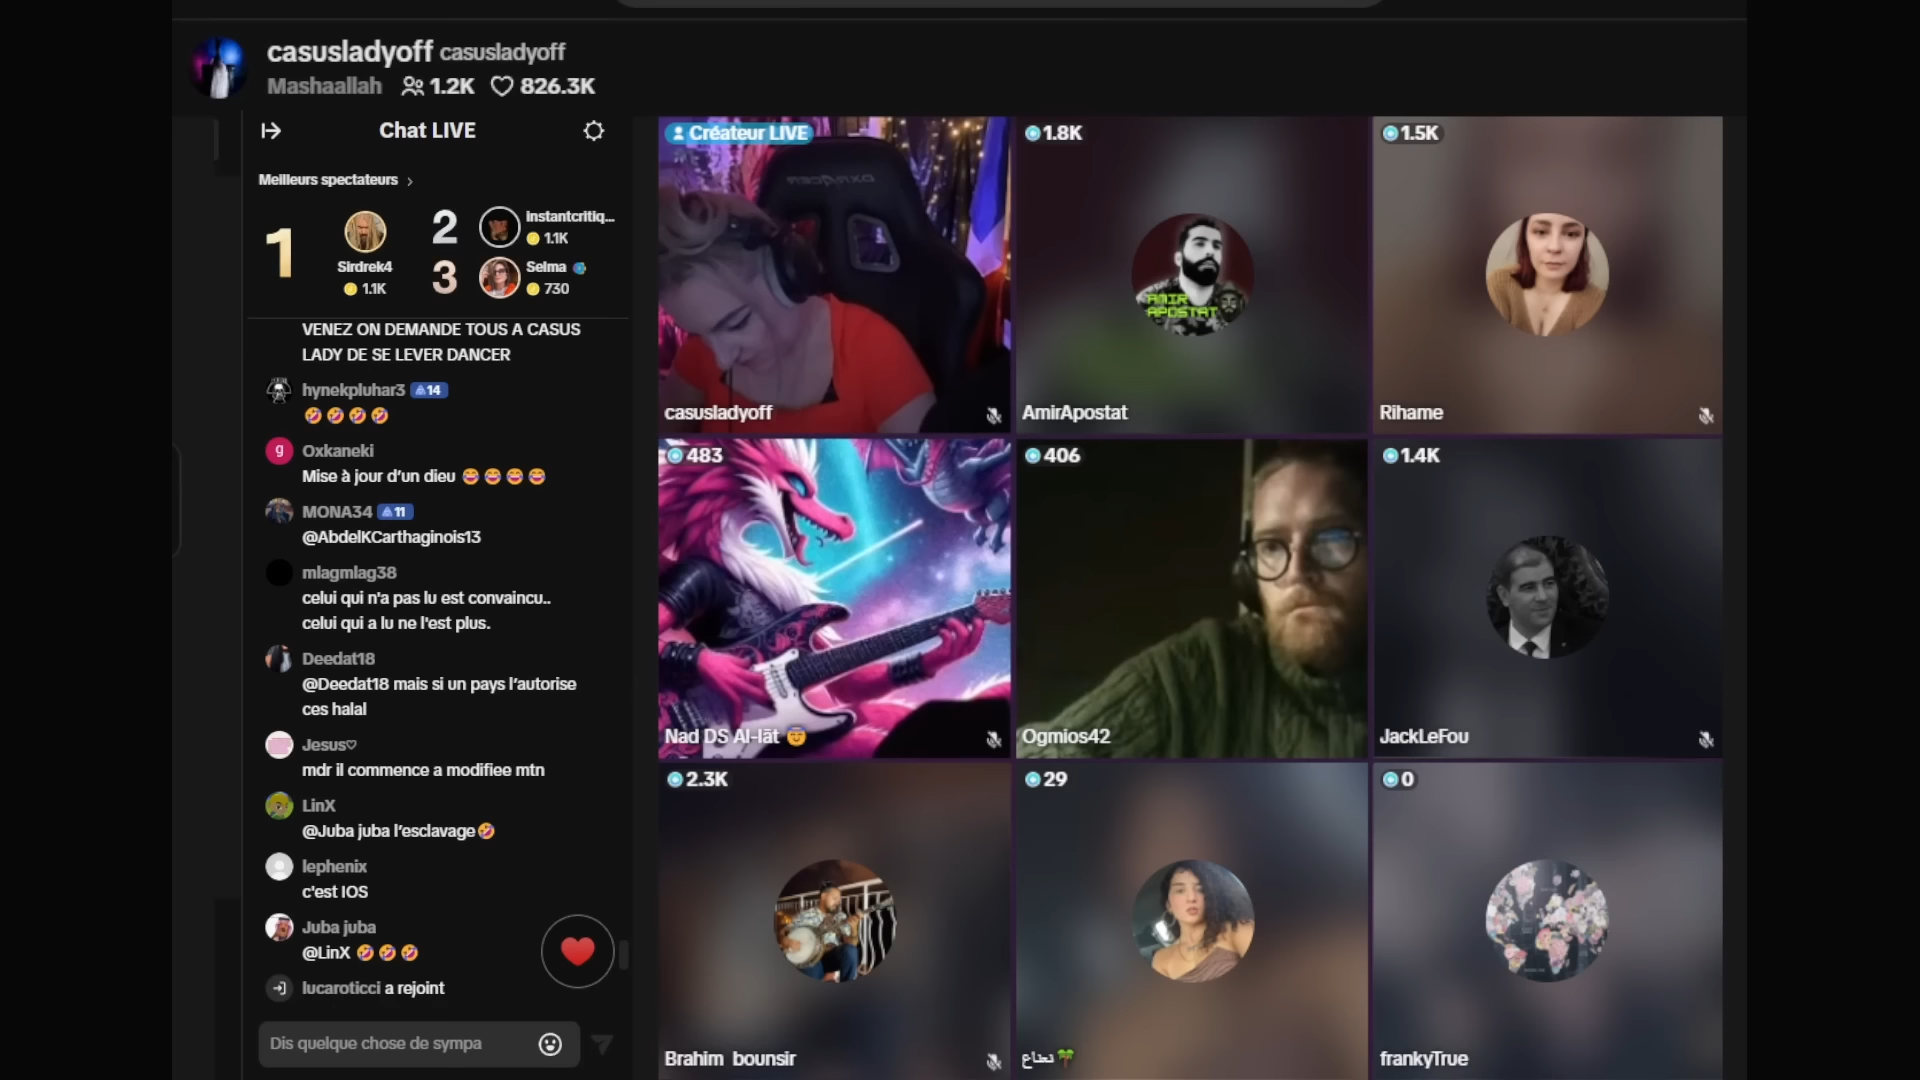 casusladyoff casusladyoff
Mashaallah 1.2K 826.3K
Chat LIVE
Meilleurs spectateurs
1
Sirdrek4
1.1K
2
instantcritiq...
1.1K
3
Selma
730
VENEZ ON DEMANDE TOUS A CASUS
LADY DE SE LEVER DANCER
hynekpluhar3 14
🤣 🤣 🤣 🤣
g
Oxkaneki
Mise à jour d’un dieu 😂 😂 😂 😂
MONA34 11
@AbdelKCarthaginois13
mlagmlag38
celui qui n'a pas lu est convaincu..
celui qui a lu ne l'est plus.
Deedat18
@Deedat18 mais si un pays l’autorise
ces halal
Jesus♡
mdr il commence a modifiee mtn
LinX
@Juba juba l’esclavage🤣
lephenix
c'est IOS
Juba juba
@LinX 🤣 🤣 🤣
lucaroticci a rejoint
Dis quelque chose de sympa
Créateur LIVE
DXRACER
casusladyoff
1.8K
AMIR
APOSTAT
AmirApostat
1.5K
Rihame
483
Nad DS Al-lāt 😇
406
Ogmios42
1.4K
JackLeFou
2.3K
Brahim bounsir
29
نعناع🌴
0
frankyTrue